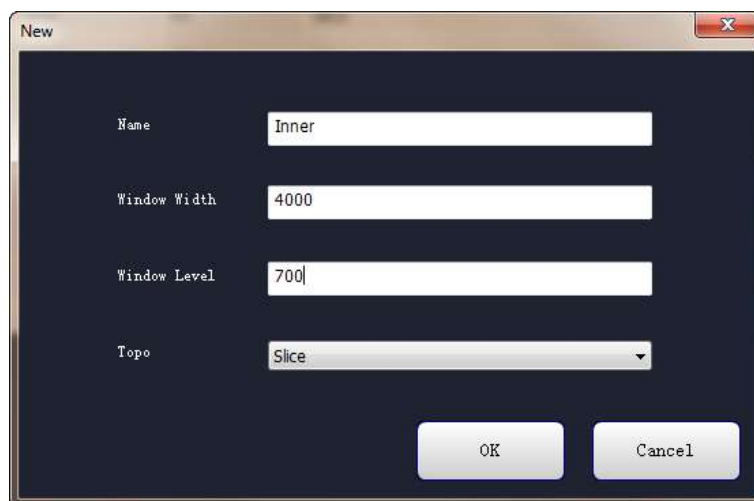 New
Name
Inner
Window Width
4000
Window Level
700
Topo
Slice
OK
Cancel